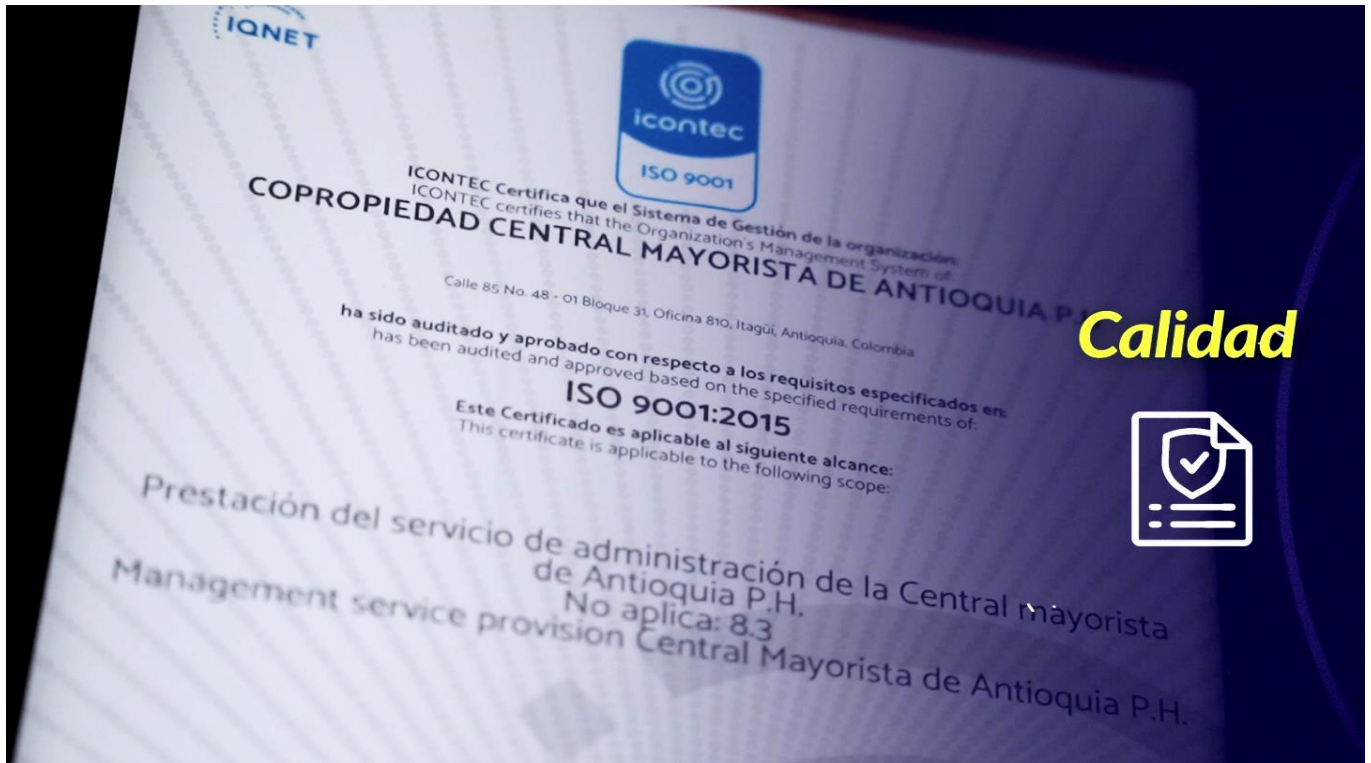 IQNET
icontec
ISO 9001
ICONTEC Certifica que el Sistema de Gestión de la organización:
ICONTEC certifies that the Organization's Management System of:
COPROPIEDAD CENTRAL MAYORISTA DE ANTIOQUIA P.
Calle 85 No. 48 - 01 Bloque 31, Oficina 810, Itagüí, Antioquia, Colombia
ha sido auditado y aprobado con respecto a los requisitos especificados en:
has been audited and approved based on the specified requirements of:
Calidad
ISO 9001:2015
Este Certificado es aplicable al siguiente alcance:
This certificate is applicable to the following scope:
Prestación del servicio de administración de la Central mayorista
de Antioquia P.H.
No aplica: 8.3
Management service provision Central Mayorista de Antioquia P.H.